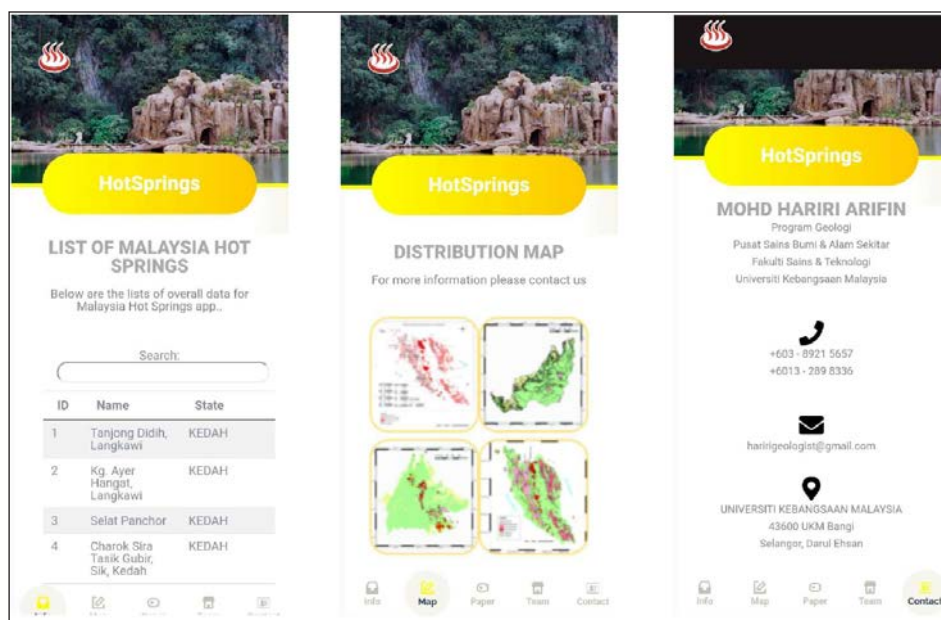 HotSprings
LIST OF MALAYSIA HOT
SPRINGS
Below are the lists of overall data for
Malaysia Hot Springs app..
Search:
ID Name State
1 Tanjong Didih, KEDAH
Langkawi
2 Kg. Ayer KEDAH
Hangat,
Langkawi
3 Selat Panchor KEDAH
4 Charok Sira KEDAH
Tasik Gubir,
Sik, Kedah
HotSprings
DISTRIBUTION MAP
For more information please contact us
Info Map Paper Team Contact
HotSprings
MOHD HARIRI ARIFIN
Program Geologi
Pusat Sains Bumi & Alam Sekitar
Fakulti Sains & Teknologi
Universiti Kebangsaan Malaysia
+603 - 8921 5657
+6013 - 289 8336
haririgeologist@gmail.com
UNIVERSITI KEBANGSAAN MALAYSIA
43600 UKM Bangi
Selangor, Darul Ehsan
Info Map Paper Team Contact